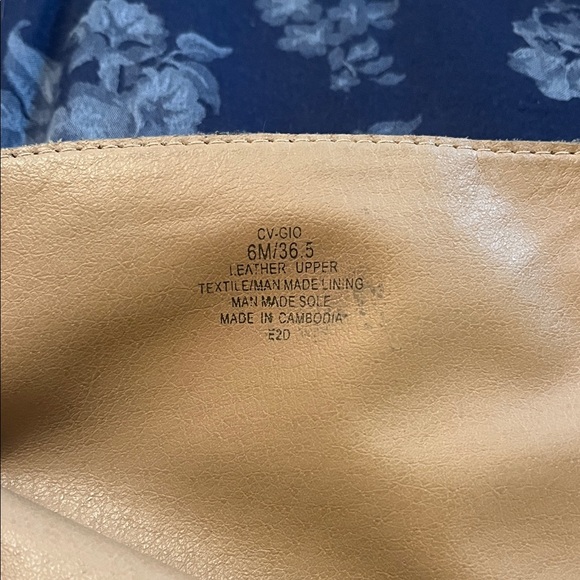 CV-GIO
6M/36.5
LEATHER UPPER
TEXTILE/MAN MADE LINING
MAN MADE SOLE
MADE IN CAMBODIA
E2D